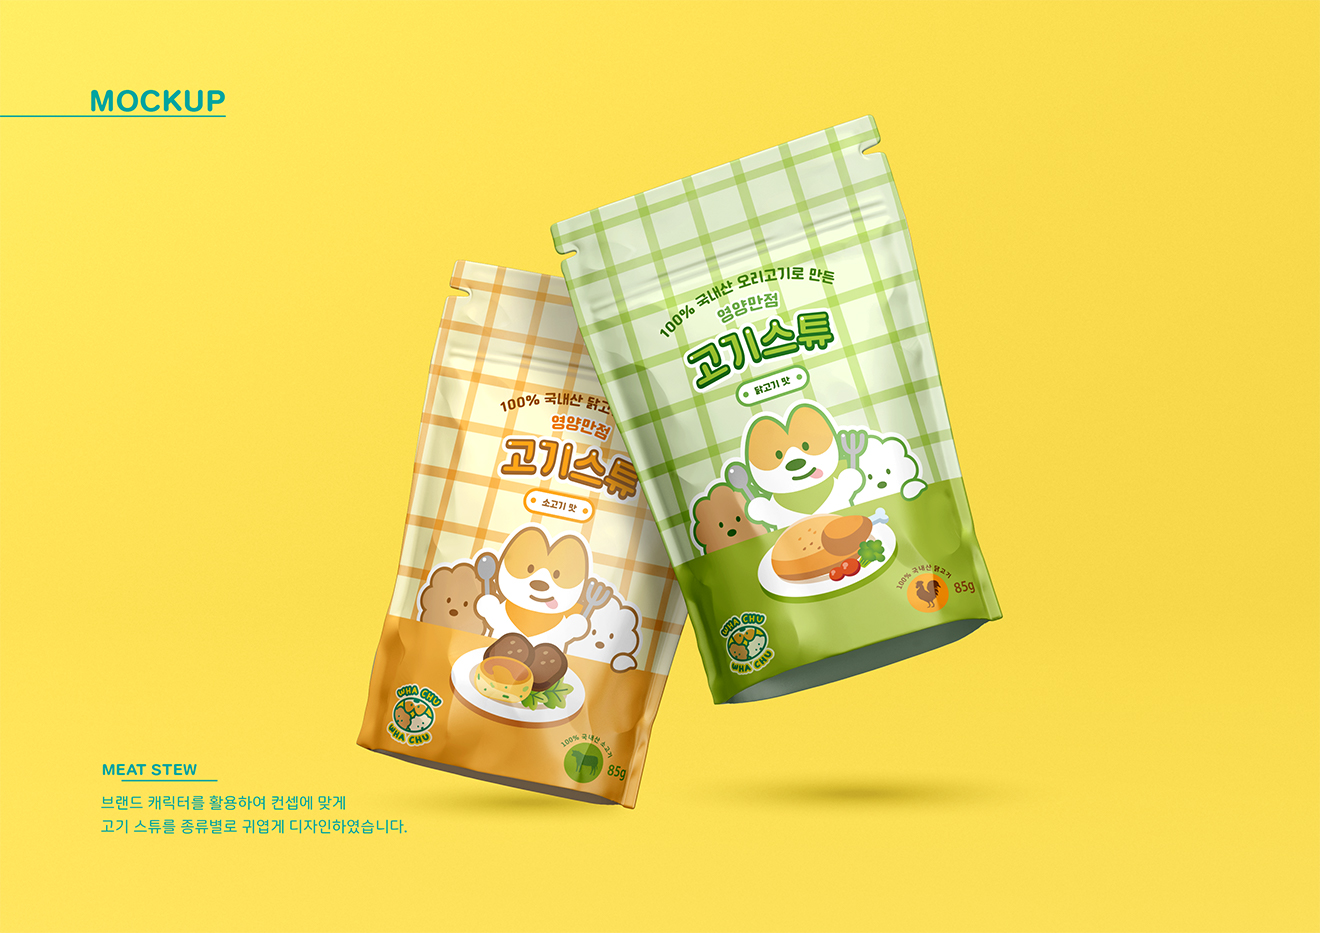 MOCKUP
100% 국내산 오리고기로 만든
영양만점
고기스튜
닭고기 맛
100% 국내산 닭고기
85g
WHA CHU
WHA CHU
100% 국내산 닭고
영양만점
고기스튜
소고기 맛
WHA CHU
WHA CHU
100% 국내산 소고기
85g
MEAT STEW
브랜드 캐릭터를 활용하여 컨셉에 맞게
고기 스튜를 종류별로 귀엽게 디자인하였습니다.